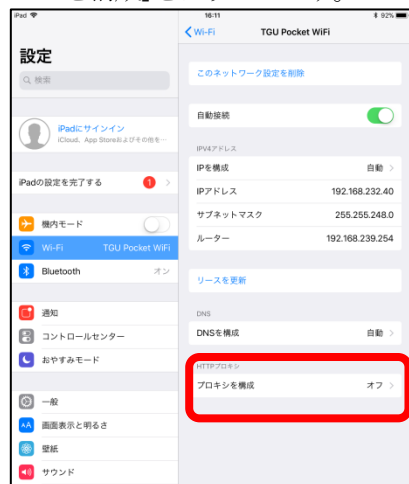 iPad
16:11
92%
設定
検索
iPadにサインイン
iCloud、App Storeおよびその他を…
iPadの設定を完了する
1
機内モード
Wi-Fi
TGU Pocket WiFi
Bluetooth
オン
通知
コントロールセンター
おやすみモード
一般
画面表示と明るさ
壁紙
サウンド
Wi-Fi
TGU Pocket WiFi
このネットワーク設定を削除
自動接続
IPV4アドレス
IPを構成
自動
IPアドレス
192.168.232.40
サブネットマスク
255.255.248.0
ルーター
192.168.239.254
リースを更新
DNS
DNSを構成
自動
HTTPプロキシ
プロキシを構成
オフ